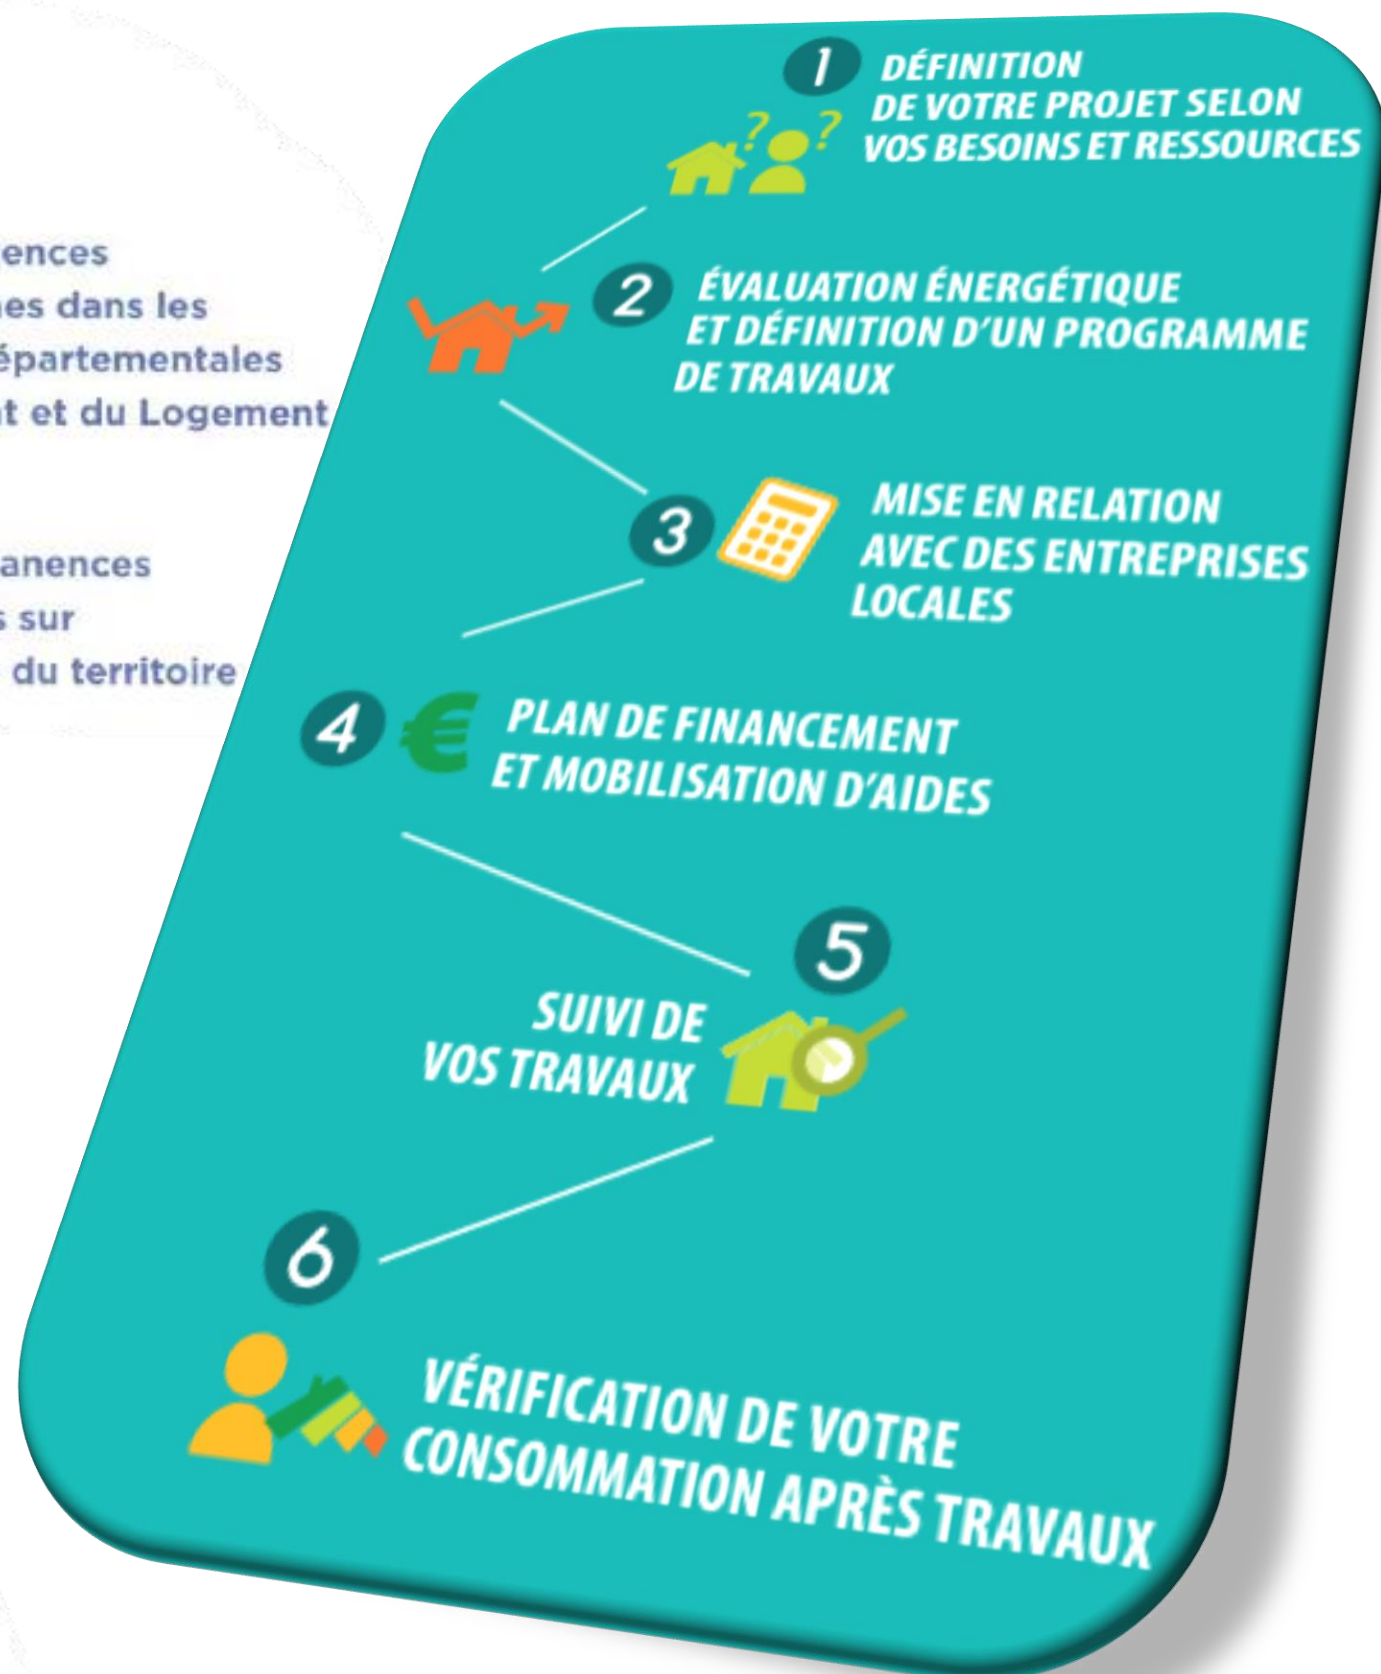 ences
nes dans les
épartementales
nt et du Logement
anences
s sur
du territoire
1
DÉFINITION
DE VOTRE PROJET SELON
VOS BESOINS ET RESSOURCES
? ?
2
ÉVALUATION ÉNERGÉTIQUE
ET DÉFINITION D'UN PROGRAMME
DE TRAVAUX
3
MISE EN RELATION
AVEC DES ENTREPRISES
LOCALES
4
€
PLAN DE FINANCEMENT
ET MOBILISATION D'AIDES
5
SUIVI DE
VOS TRAVAUX
6
VÉRIFICATION DE VOTRE
CONSOMMATION APRÈS TRAVAUX